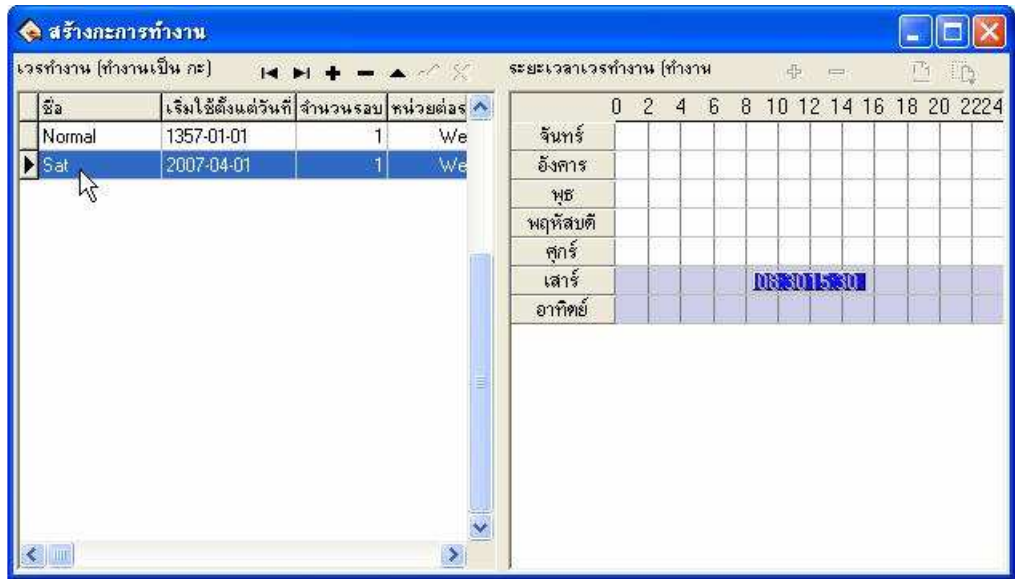 สร้างกะการทำงาน
เวรทำงาน (ทำงานเป็น กะ)
ชื่อ เริ่มใช้ตั้งแต่วันที่ จำนวนรอบ หน่วยต่อร
Normal 1357-01-01 1 We
Sat 2007-04-01 1 We
ระยะเวลาเวรทำงาน (ทำงาน
0 2 4 6 8 10 12 14 16 18 20 2224
จันทร์
อังคาร
พุธ
พฤหัสบดี
ศุกร์
เสาร์ 08:3015:30
อาทิตย์